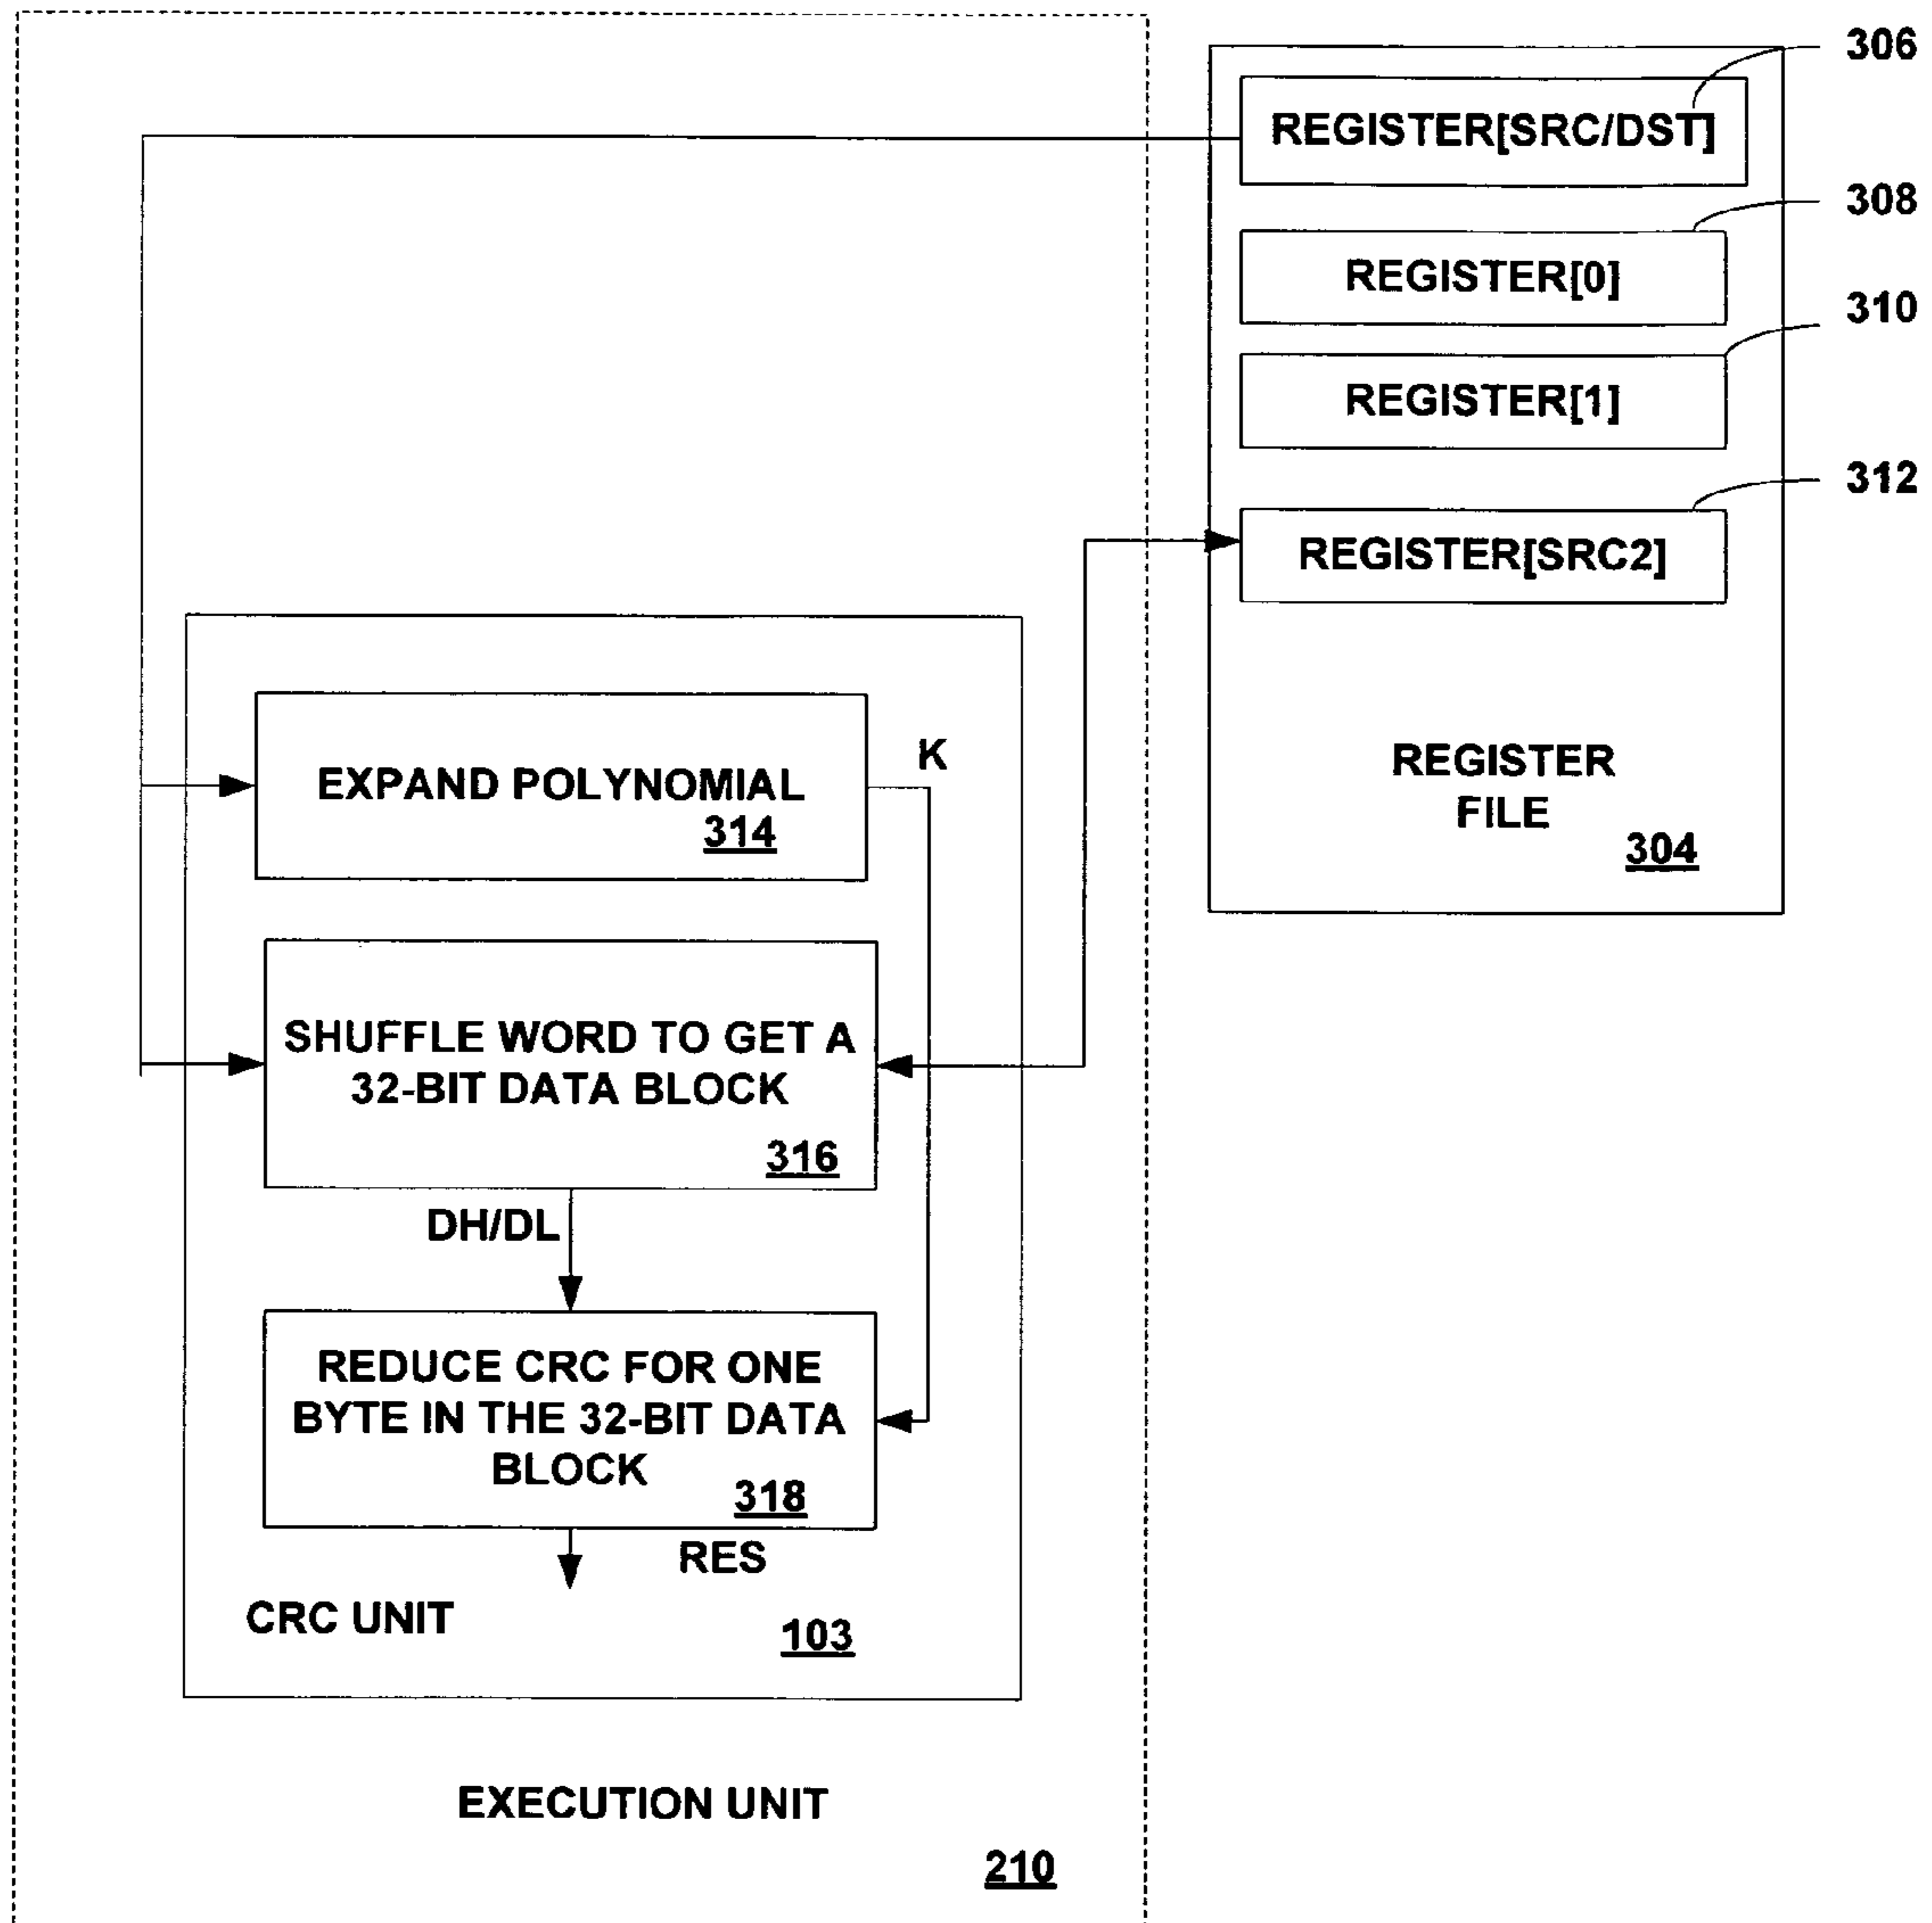 306
REGISTER[SRC/DST]
308
REGISTER[0]
310
REGISTER[1]
312
REGISTER[SRC2]
REGISTER
FILE
304
EXPAND POLYNOMIAL
314
K
SHUFFLE WORD TO GET A
32-BIT DATA BLOCK
316
DH/DL
REDUCE CRC FOR ONE
BYTE IN THE 32-BIT DATA
BLOCK
318
RES
CRC UNIT
103
EXECUTION UNIT
210